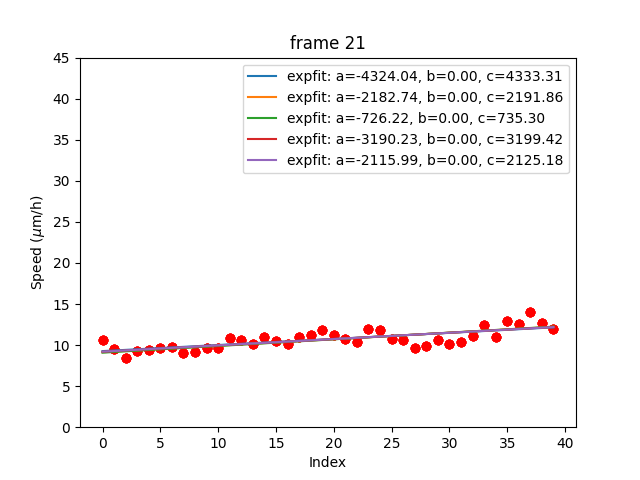 frame 21
45
40
35
30
25
20
15
10
5
0
Speed (μm/h)
expfit: a=-4324.04, b=0.00, c=4333.31
expfit: a=-2182.74, b=0.00, c=2191.86
expfit: a=-726.22, b=0.00, c=735.30
expfit: a=-3190.23, b=0.00, c=3199.42
expfit: a=-2115.99, b=0.00, c=2125.18
0 5 10 15 20 25 30 35 40
Index